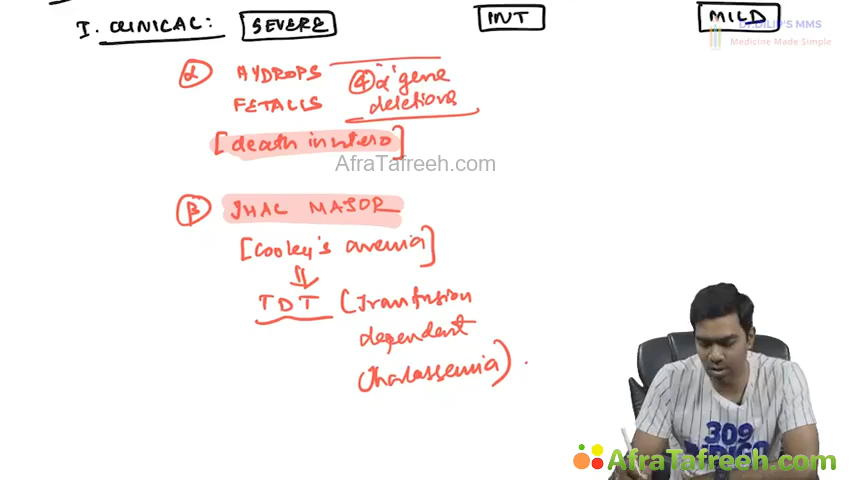 I. CLINICAL: SEVERE INT MILD
DR.DILIP'S MMS
Medicine Made Simple
α HYDROPS FETALIS
④ "α" gene deletions
[death in utero]
AfraTafreeh.com
β THAL MAJOR
[Cooley's anemia]
⇓
TDT (Transfusion
dependent
thalassemia).
309
AfraTafreeh.com